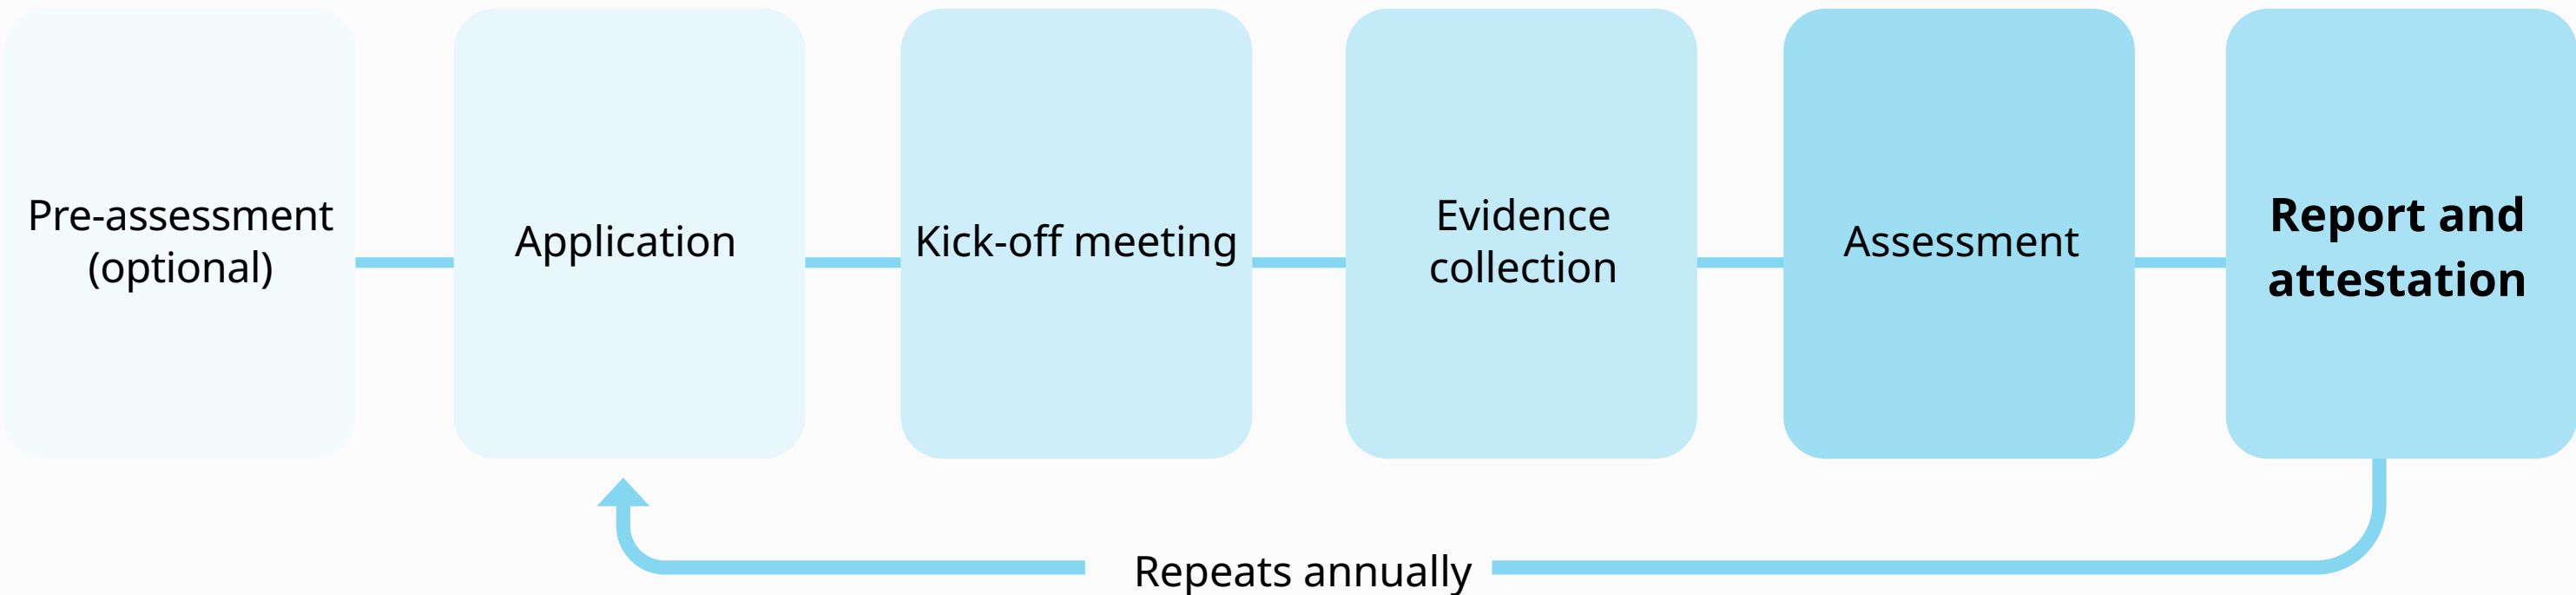 Pre-assessment
(optional)
Application
Kick-off meeting
Evidence
collection
Assessment
Report and
attestation
Repeats annually